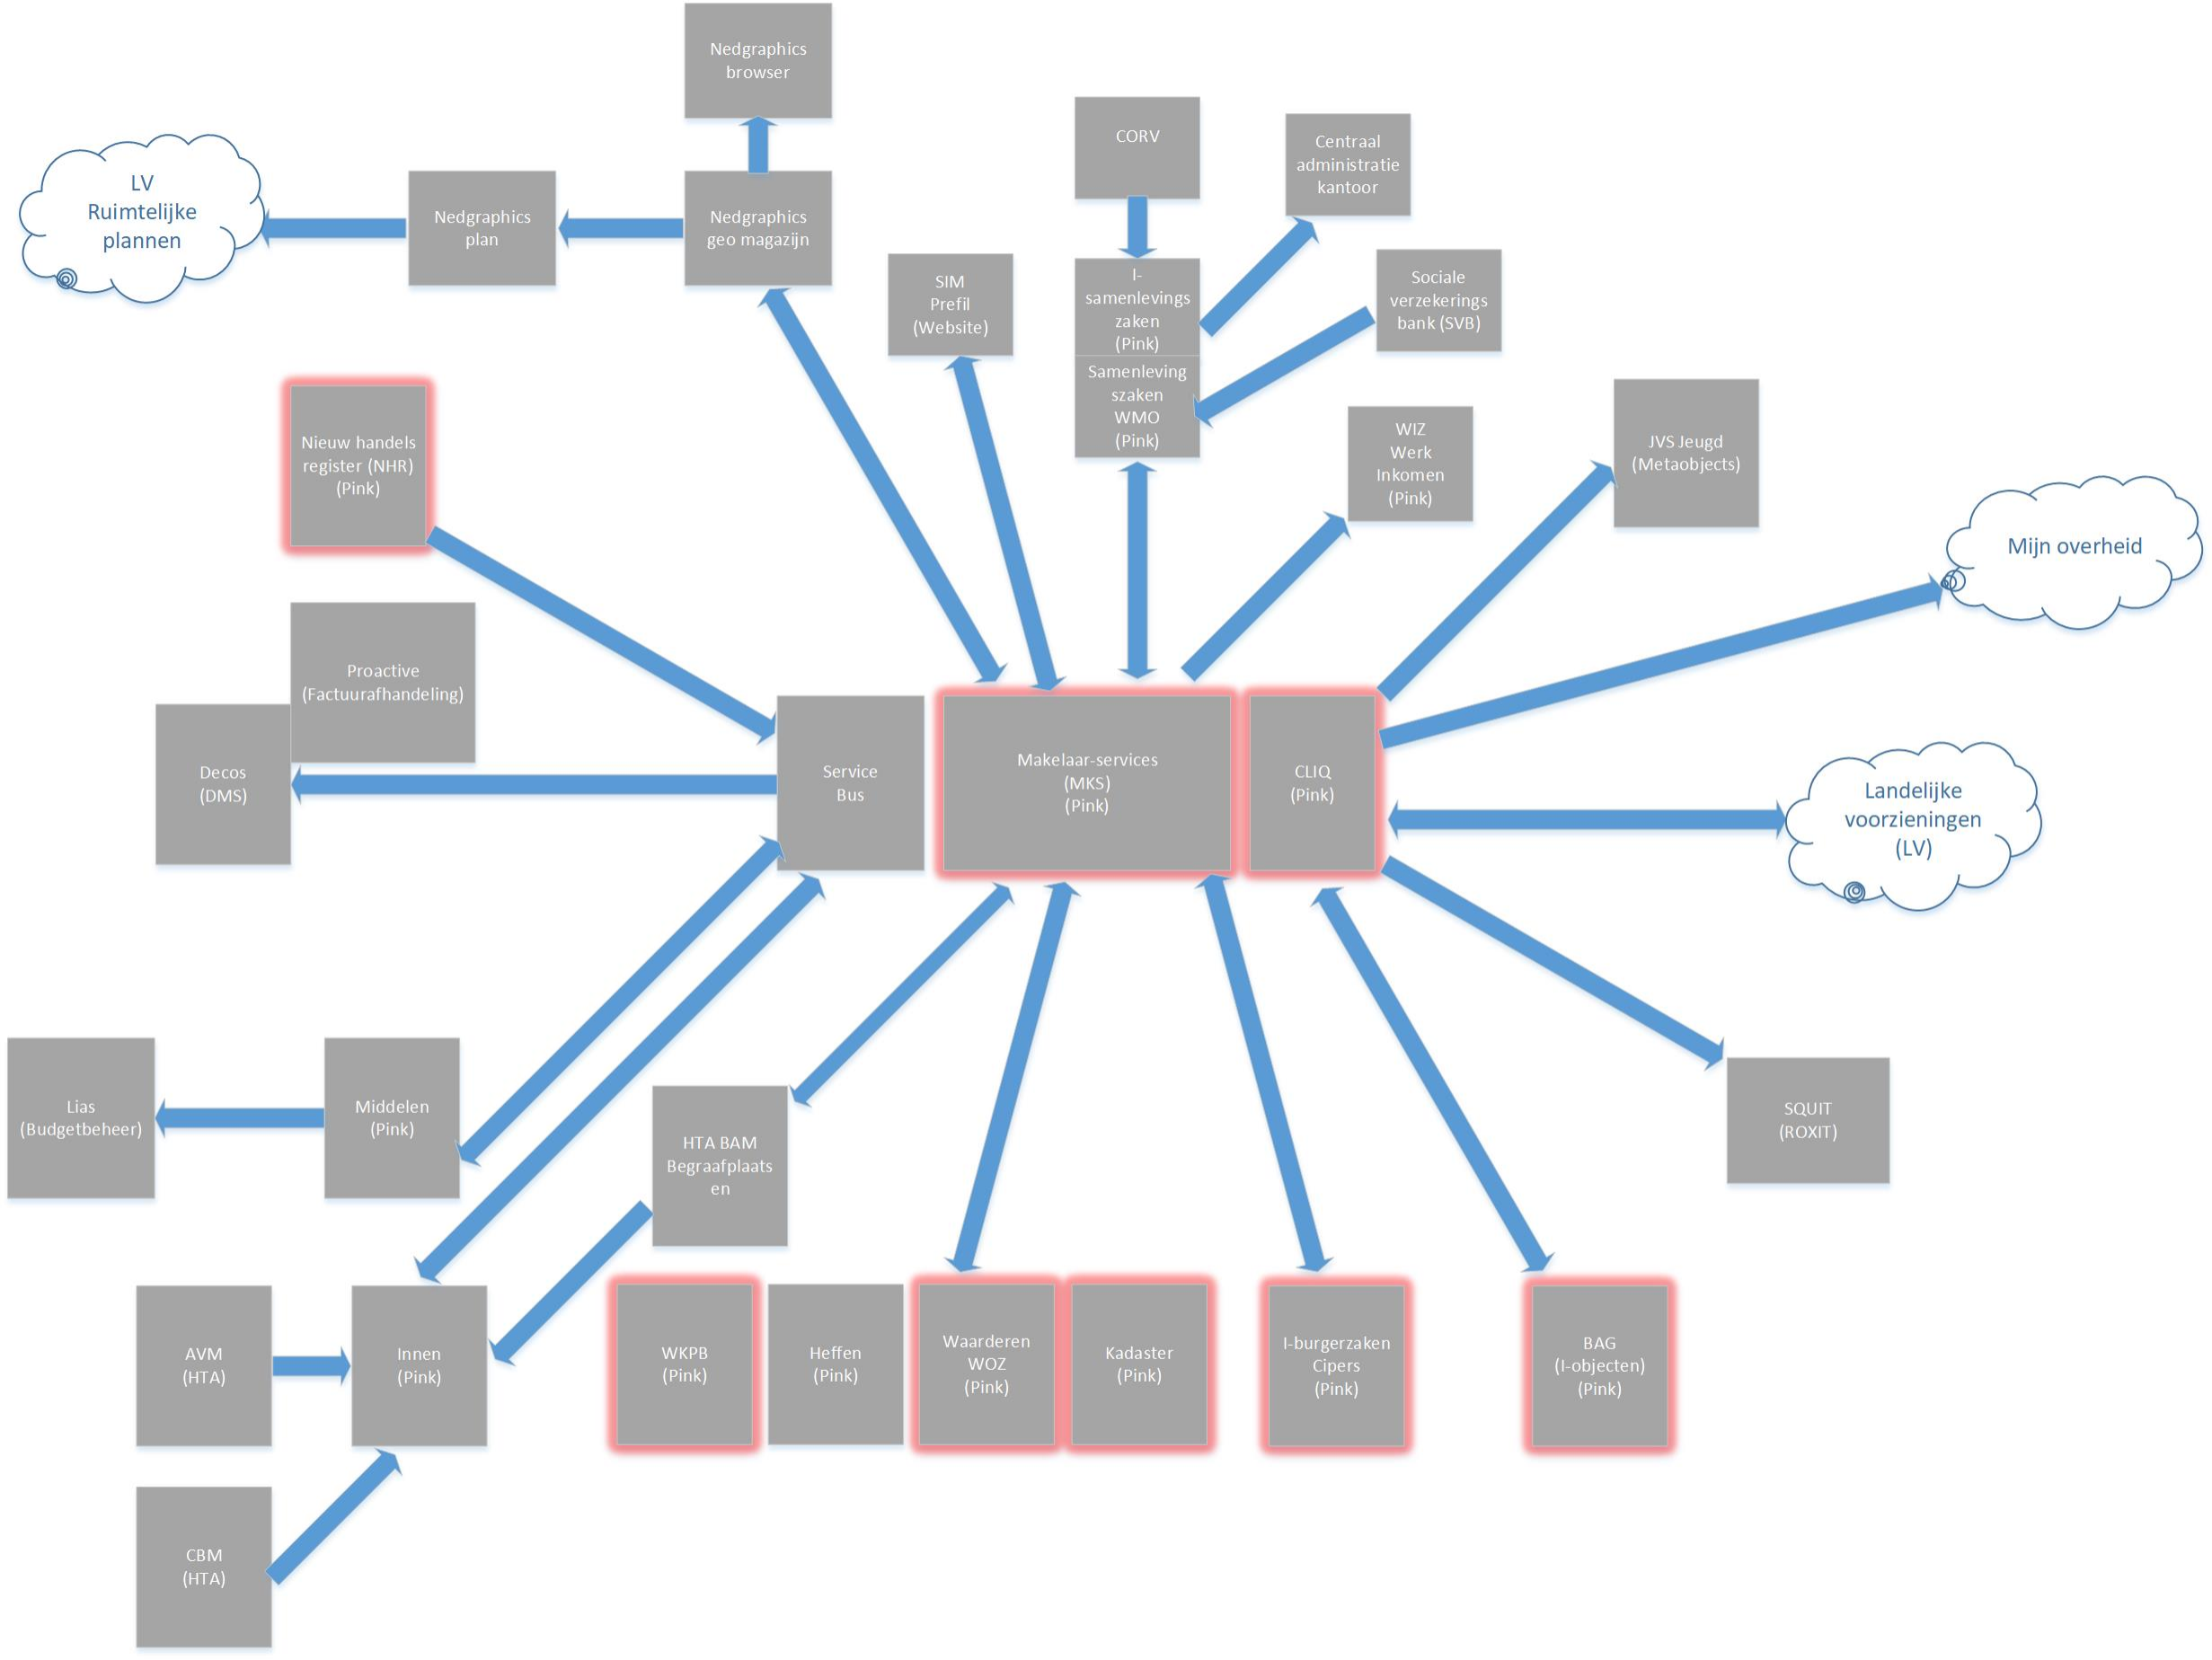 Nedgraphics
browser
CORV
Centraal
administratie
kantoor
LV
Ruimtelijke
plannen
Nedgraphics
plan
Nedgraphics
geo magazijn
SIM
Prefil
(Website)
I-
samenlevings
zaken
(Pink)
Sociale
verzekerings
bank (SVB)
Samenleving
szaken
WMO
(Pink)
Nieuw handels
register (NHR)
(Pink)
WIZ
Werk
Inkomen
(Pink)
JVS Jeugd
(Metaobjects)
Mijn overheid
Proactive
(Factuurafhandeling)
Decos
(DMS)
Service
Bus
Makelaar-services
(MKS)
(Pink)
CLIQ
(Pink)
Landelijke
voorzieningen
(LV)
Lias
(Budgetbeheer)
Middelen
(Pink)
HTA BAM
Begraafplaats
en
SQUIT
(ROXIT)
AVM
(HTA)
Innen
(Pink)
WKPB
(Pink)
Heffen
(Pink)
Waarderen
WOZ
(Pink)
Kadaster
(Pink)
I-burgerzaken
Cipers
(Pink)
BAG
(I-objecten)
(Pink)
CBM
(HTA)